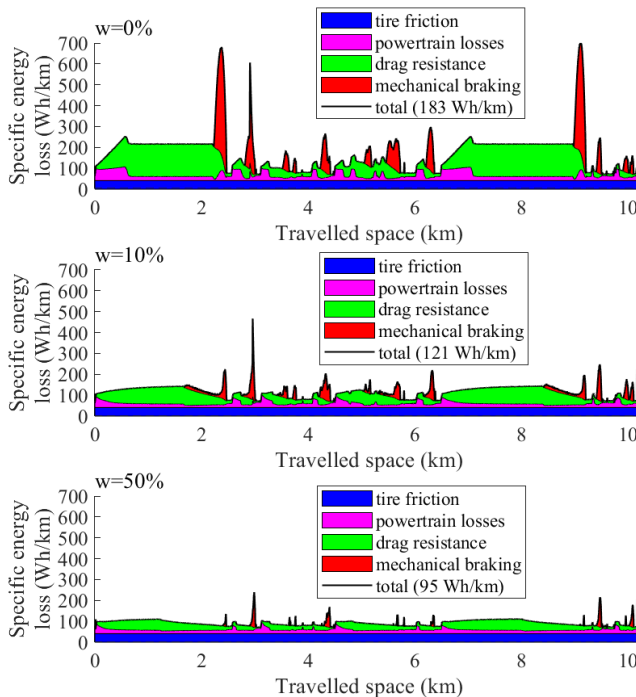 w=0%
Specific energy
loss (Wh/km)
700
600
500
400
300
200
100
0
tire friction
powertrain losses
drag resistance
mechanical braking
total (183 Wh/km)
0 2 4 6 8 10
Travelled space (km)
w=10%
Specific energy
loss (Wh/km)
700
600
500
400
300
200
100
0
tire friction
powertrain losses
drag resistance
mechanical braking
total (121 Wh/km)
0 2 4 6 8 10
Travelled space (km)
w=50%
Specific energy
loss (Wh/km)
700
600
500
400
300
200
100
0
tire friction
powertrain losses
drag resistance
mechanical braking
total (95 Wh/km)
0 2 4 6 8 10
Travelled space (km)